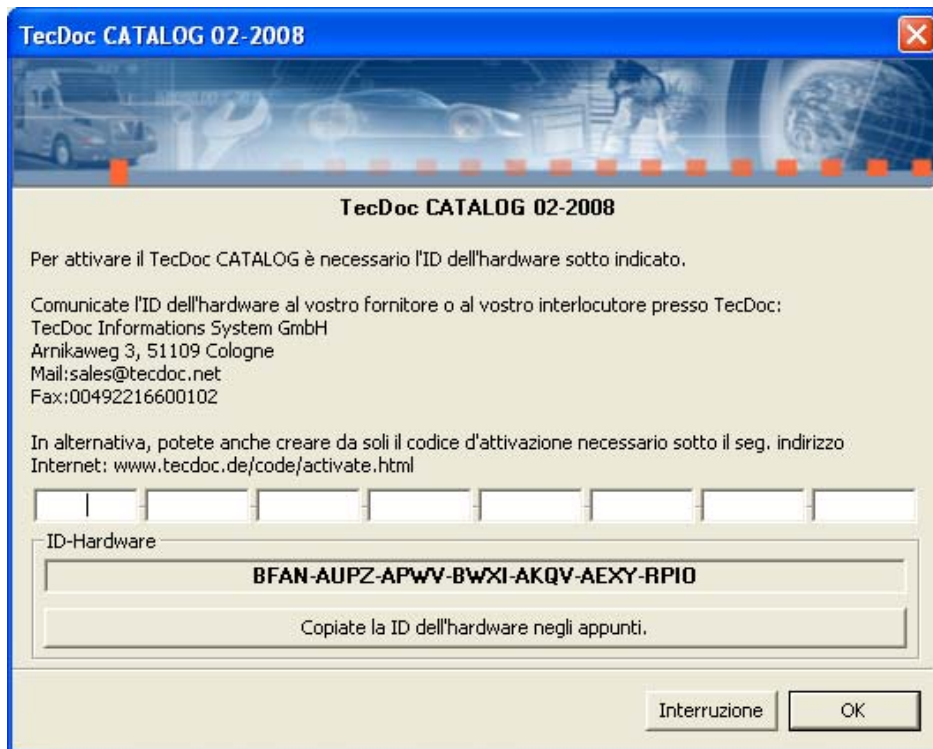 TecDoc CATALOG 02-2008
TecDoc CATALOG 02-2008
Per attivare il TecDoc CATALOG è necessario l'ID dell'hardware sotto indicato.
Comunicate l'ID dell'hardware al vostro fornitore o al vostro interlocutore presso TecDoc:
TecDoc Informations System GmbH
Arnikaweg 3, 51109 Cologne
Mail:sales@tecdoc.net
Fax:00492216600102
In alternativa, potete anche creare da soli il codice d'attivazione necessario sotto il seg. indirizzo
Internet: www.tecdoc.de/code/activate.html
ID-Hardware
BFAN-AUPZ-APWV-BWXI-AKQV-AEXY-RPIO
Copiate la ID dell'hardware negli appunti.
Interruzione
OK